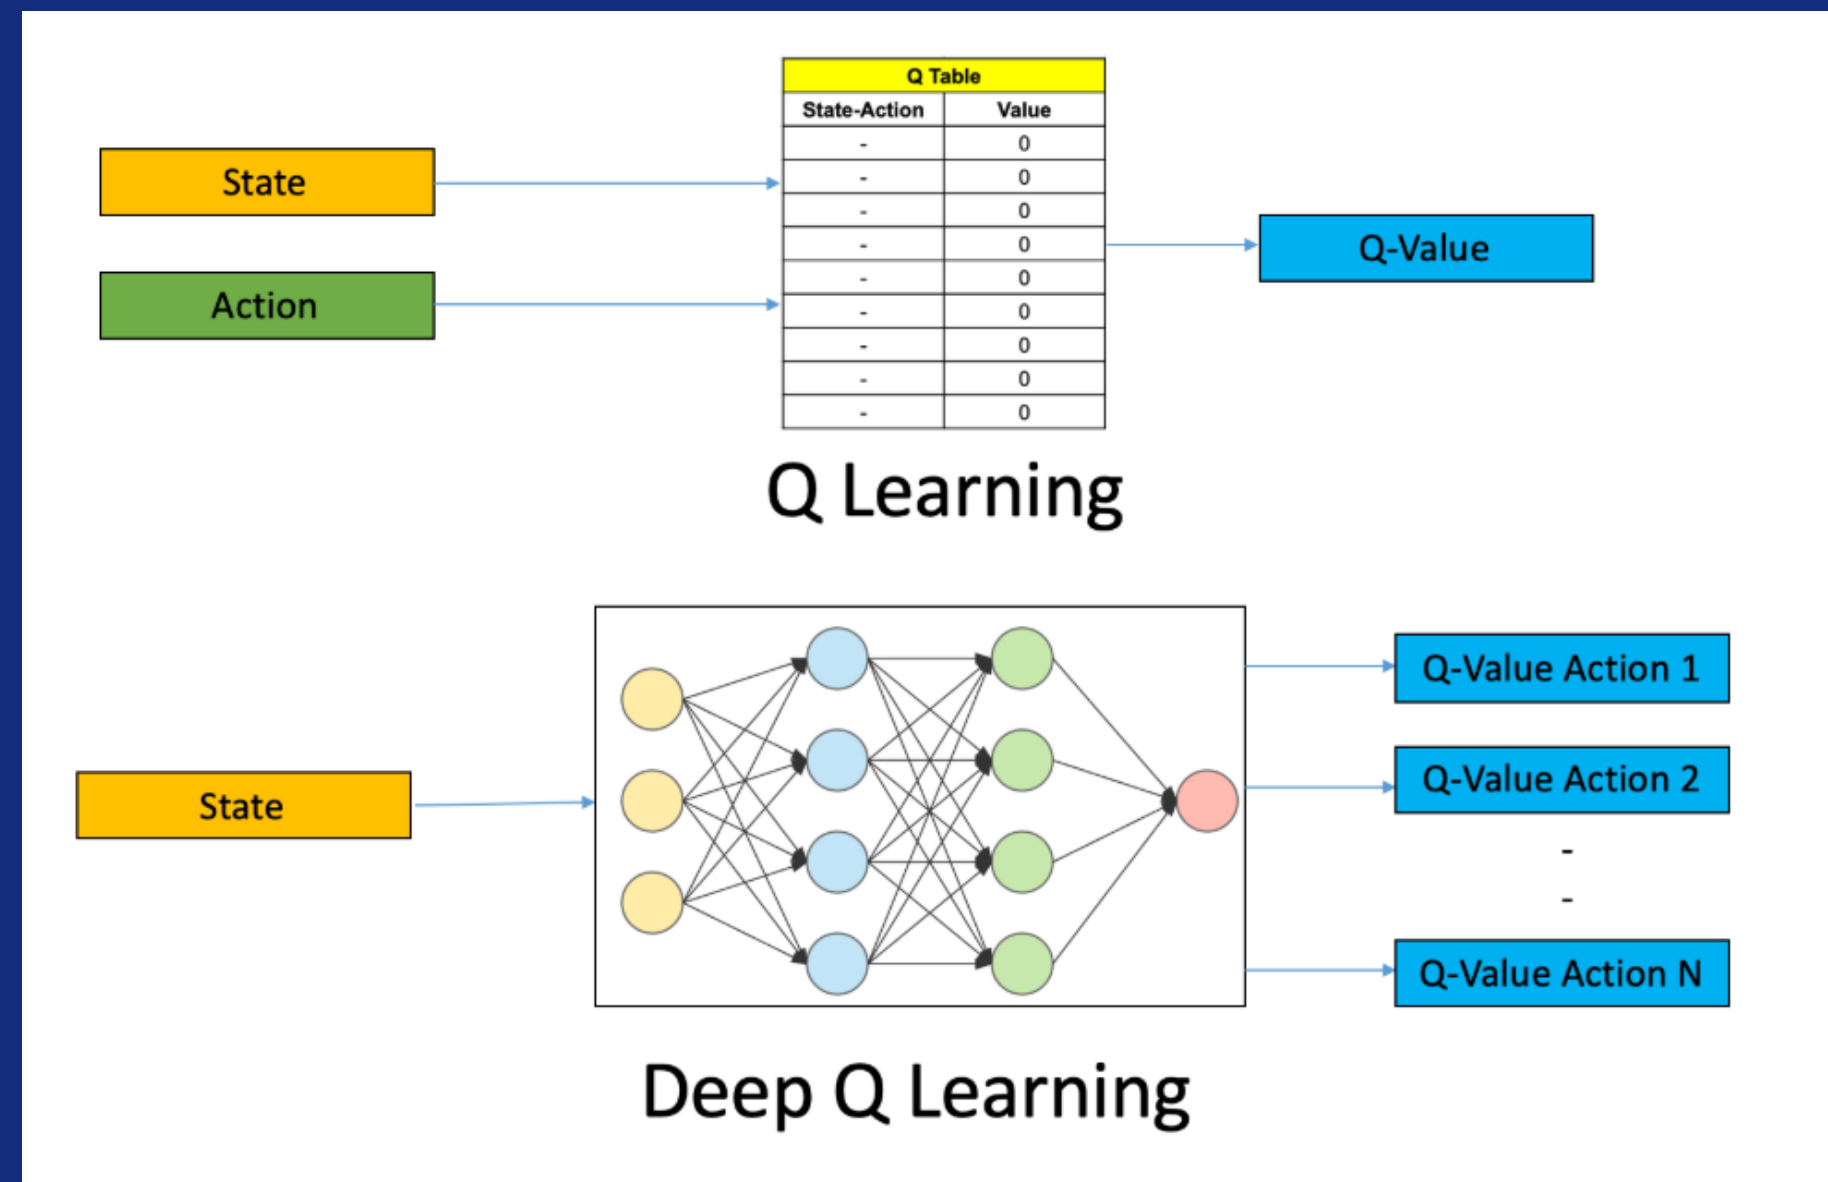 Q Table
State-Action Value
- 0
- 0
- 0
- 0
- 0
- 0
- 0
- 0
- 0
State
Action
Q-Value
Q Learning
State
Q-Value Action 1
Q-Value Action 2
-
-
Q-Value Action N
Deep Q Learning